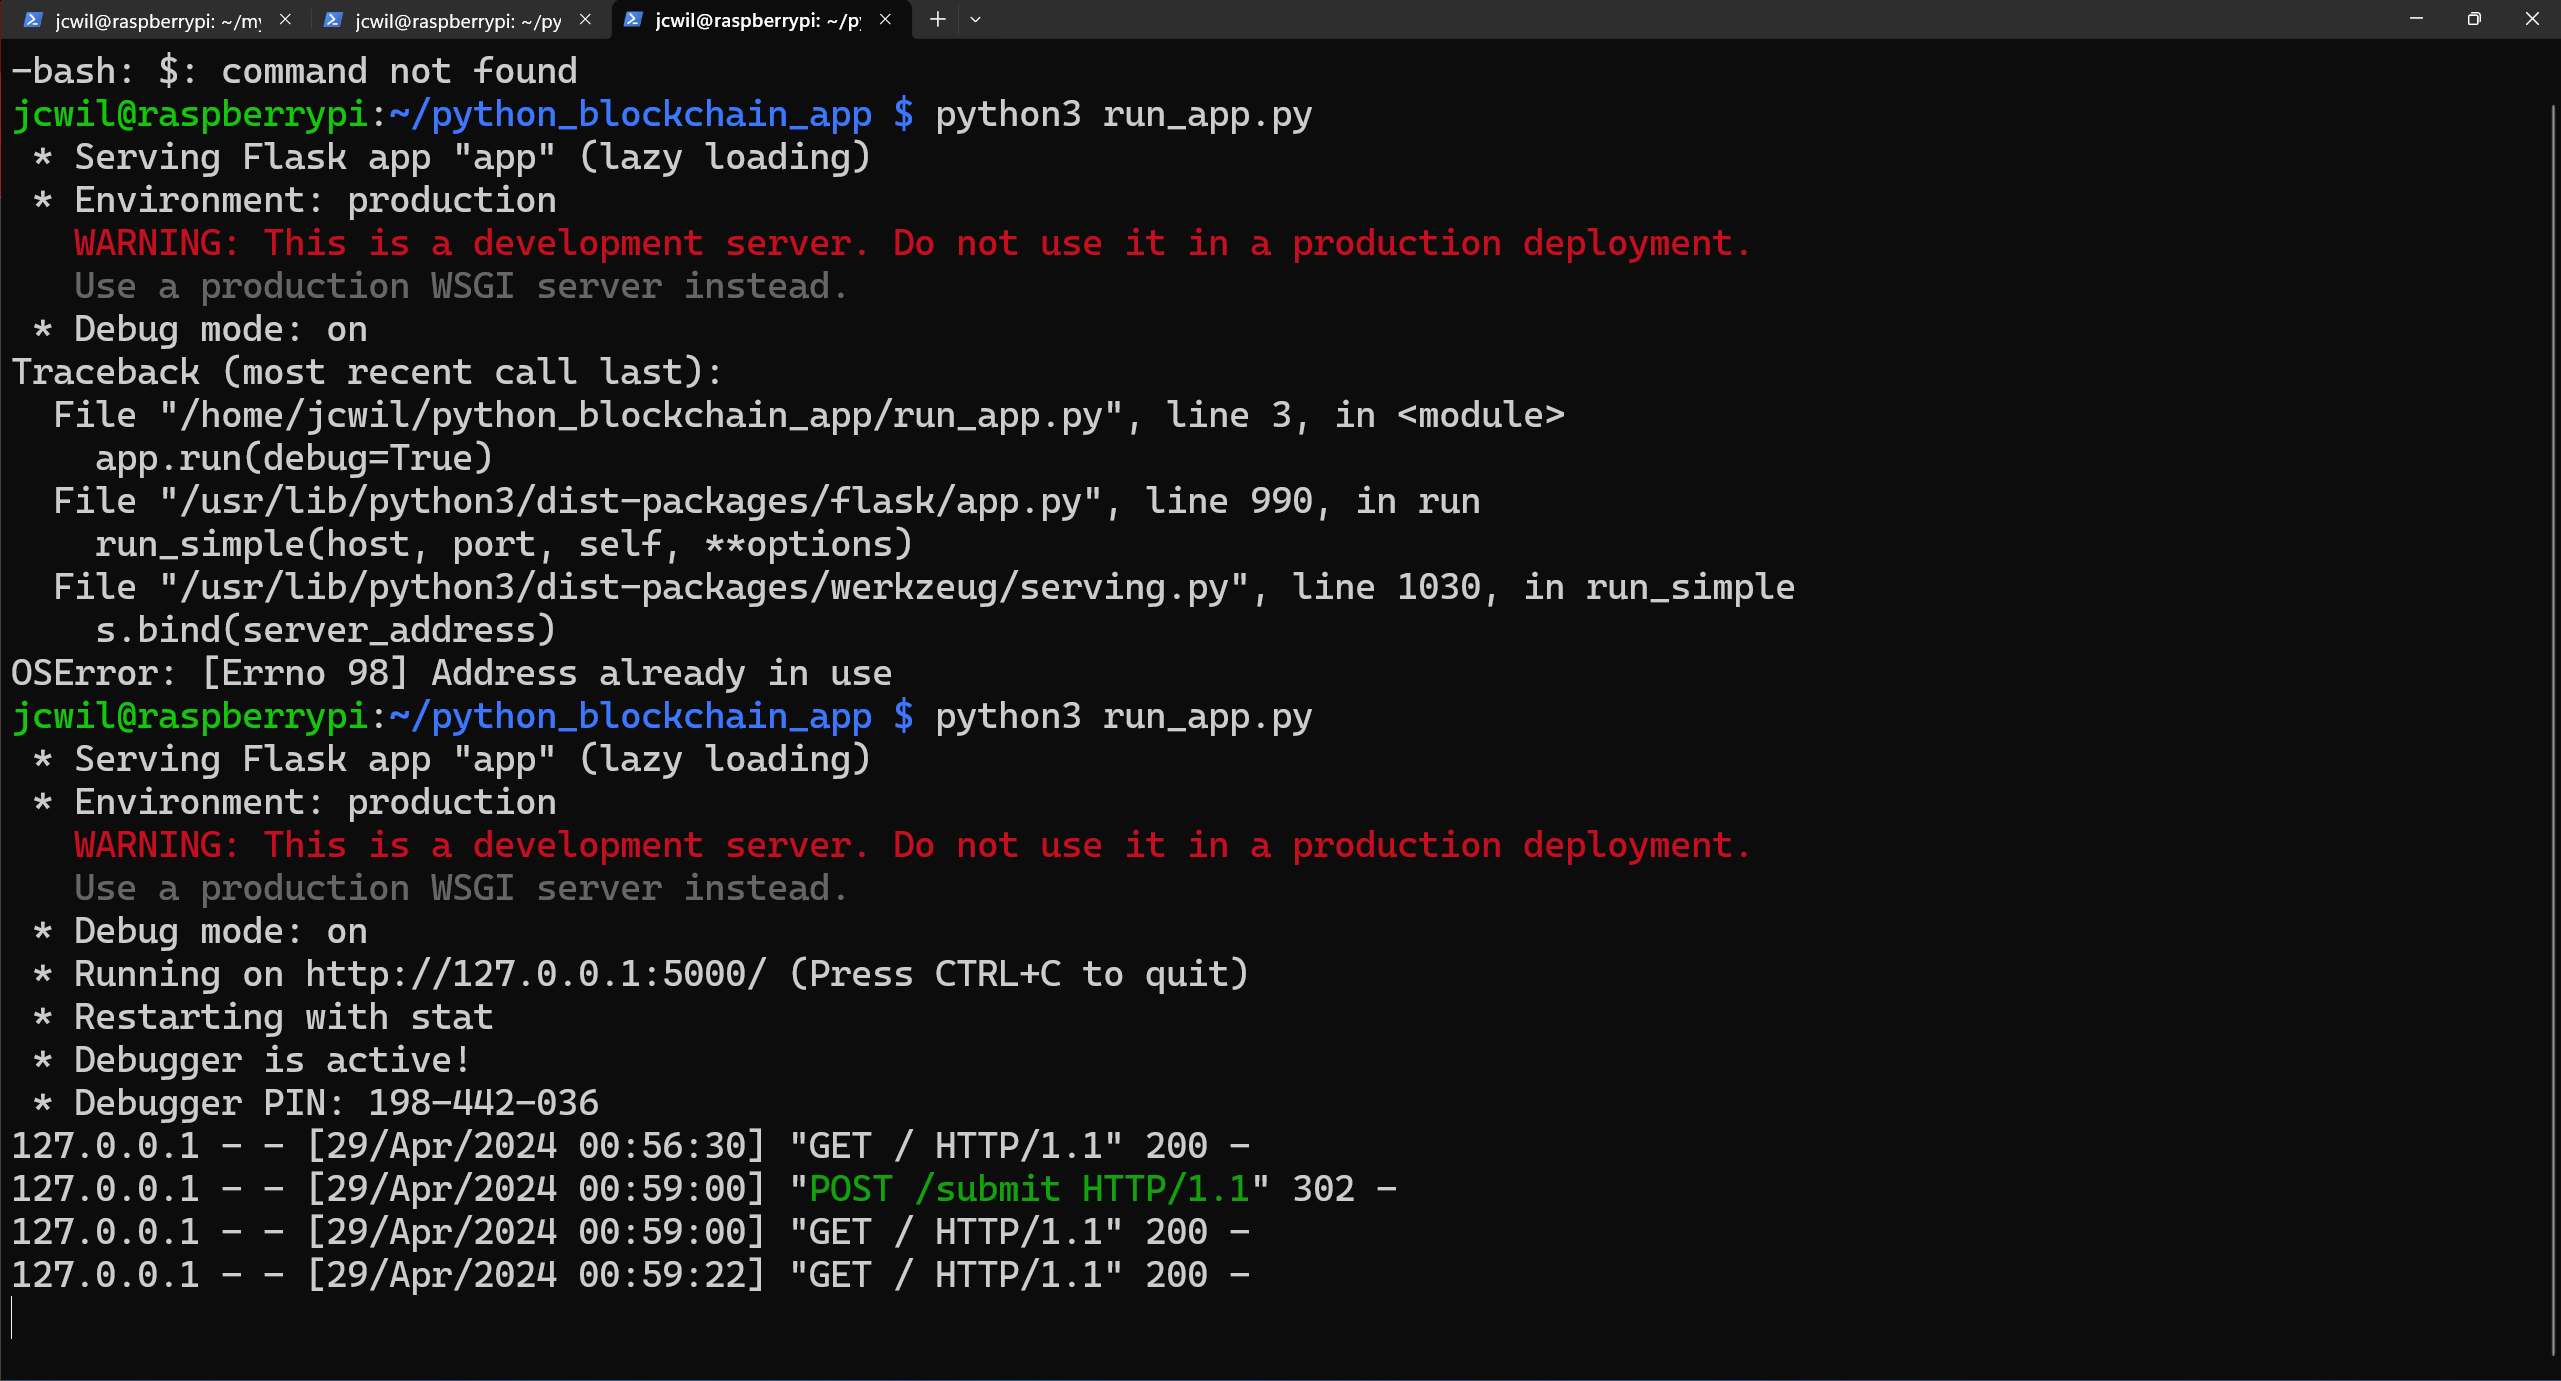 jcwil@raspberrypi: ~/my
jcwil@raspberrypi: ~/py
jcwil@raspberrypi: ~/py
-bash: $: command not found
jcwil@raspberrypi:~/python_blockchain_app $ python3 run_app.py
 * Serving Flask app "app" (lazy loading)
 * Environment: production
   WARNING: This is a development server. Do not use it in a production deployment.
   Use a production WSGI server instead.
 * Debug mode: on
Traceback (most recent call last):
  File "/home/jcwil/python_blockchain_app/run_app.py", line 3, in <module>
    app.run(debug=True)
  File "/usr/lib/python3/dist-packages/flask/app.py", line 990, in run
    run_simple(host, port, self, **options)
  File "/usr/lib/python3/dist-packages/werkzeug/serving.py", line 1030, in run_simple
    s.bind(server_address)
OSError: [Errno 98] Address already in use
jcwil@raspberrypi:~/python_blockchain_app $ python3 run_app.py
 * Serving Flask app "app" (lazy loading)
 * Environment: production
   WARNING: This is a development server. Do not use it in a production deployment.
   Use a production WSGI server instead.
 * Debug mode: on
 * Running on http://127.0.0.1:5000/ (Press CTRL+C to quit)
 * Restarting with stat
 * Debugger is active!
 * Debugger PIN: 198-442-036
127.0.0.1 - - [29/Apr/2024 00:56:30] "GET / HTTP/1.1" 200 -
127.0.0.1 - - [29/Apr/2024 00:59:00] "POST /submit HTTP/1.1" 302 -
127.0.0.1 - - [29/Apr/2024 00:59:00] "GET / HTTP/1.1" 200 -
127.0.0.1 - - [29/Apr/2024 00:59:22] "GET / HTTP/1.1" 200 -